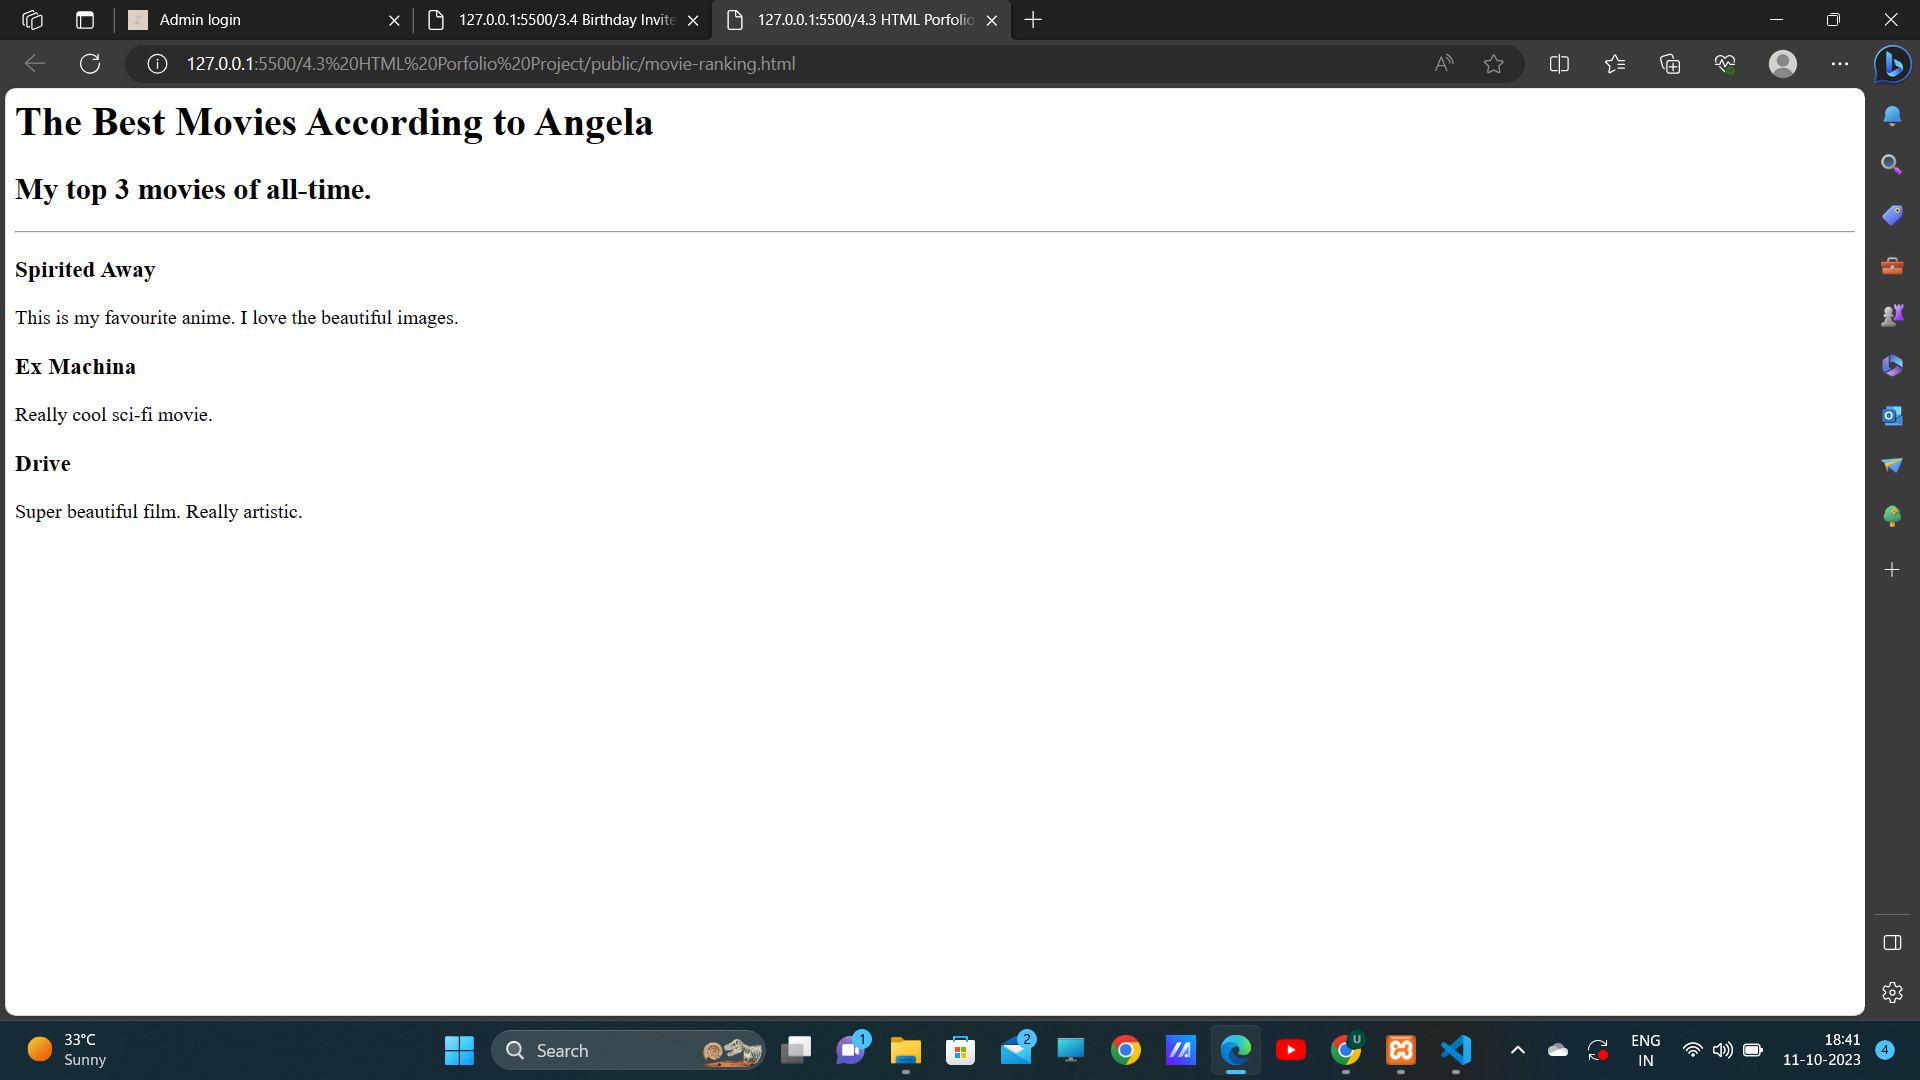 Admin login
127.0.0.1:5500/3.4 Birthday Invite
127.0.0.1:5500/4.3 HTML Porfolio
127.0.0.1:5500/4.3%20HTML%20Porfolio%20Project/public/movie-ranking.html
The Best Movies According to Angela
My top 3 movies of all-time.
Spirited Away
This is my favourite anime. I love the beautiful images.
Ex Machina
Really cool sci-fi movie.
Drive
Super beautiful film. Really artistic.
33°C
Sunny
Search
1
2
U
ENG
IN
18:41
11-10-2023
4